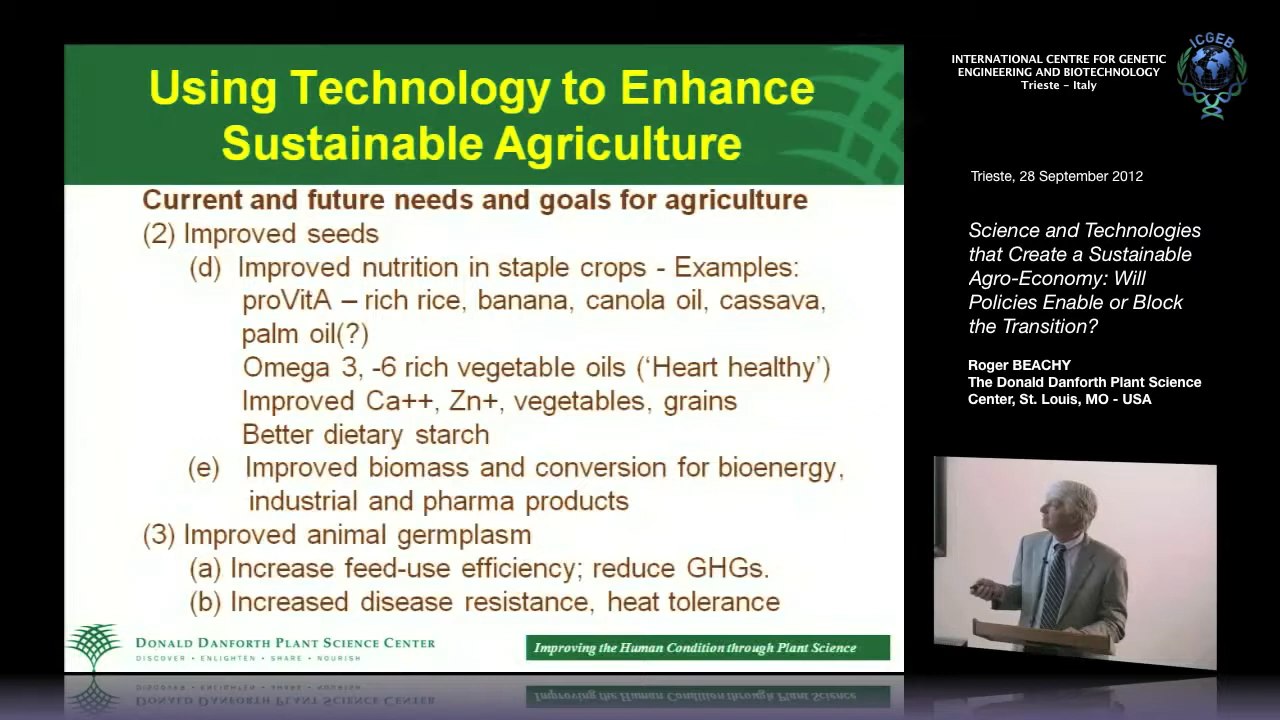 Using Technology to Enhance
Sustainable Agriculture
Current and future needs and goals for agriculture
(2) Improved seeds
(d) Improved nutrition in staple crops - Examples:
proVitA – rich rice, banana, canola oil, cassava,
palm oil(?)
Omega 3, -6 rich vegetable oils (‘Heart healthy’)
Improved Ca++, Zn+, vegetables, grains
Better dietary starch
(e) Improved biomass and conversion for bioenergy,
industrial and pharma products
(3) Improved animal germplasm
(a) Increase feed-use efficiency; reduce GHGs.
(b) Increased disease resistance, heat tolerance
DONALD DANFORTH PLANT SCIENCE CENTER
DISCOVER • ENLIGHTEN • SHARE • NOURISH
Improving the Human Condition through Plant Science
INTERNATIONAL CENTRE FOR GENETIC
ENGINEERING AND BIOTECHNOLOGY
Trieste - Italy
ICGEB
Trieste, 28 September 2012
Science and Technologies
that Create a Sustainable
Agro-Economy: Will
Policies Enable or Block
the Transition?
Roger BEACHY
The Donald Danforth Plant Science
Center, St. Louis, MO - USA